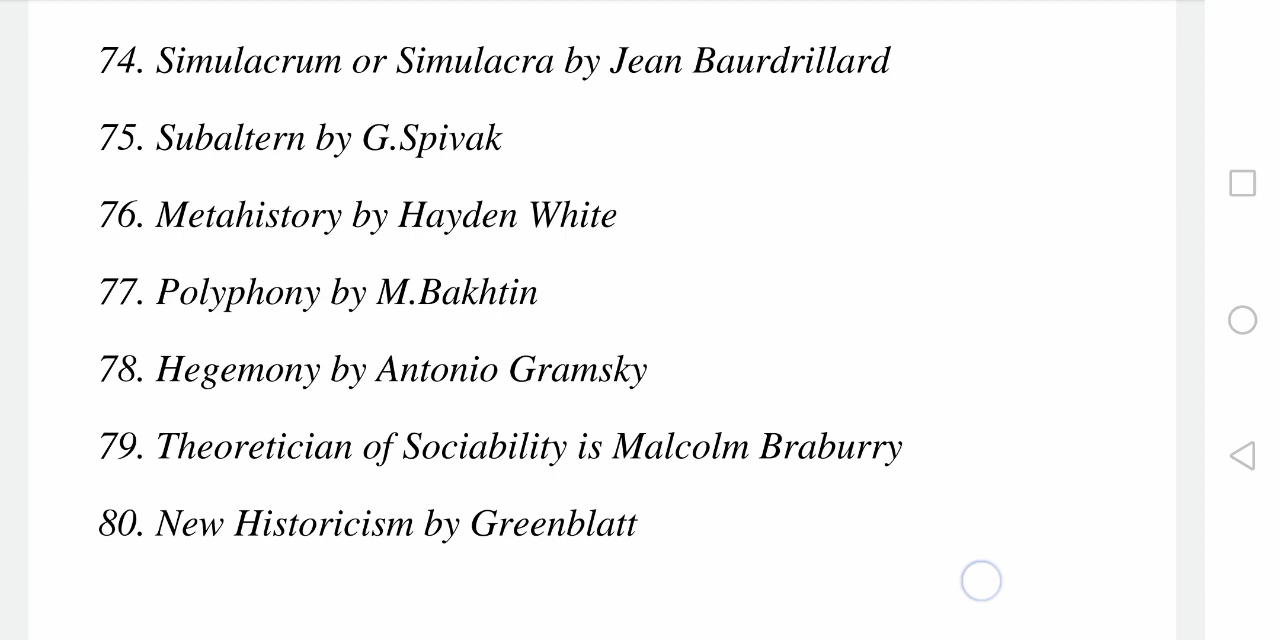 74. Simulacrum or Simulacra by Jean Baurdrillard
75. Subaltern by G.Spivak
76. Metahistory by Hayden White
77. Polyphony by M.Bakhtin
78. Hegemony by Antonio Gramsky
79. Theoretician of Sociability is Malcolm Braburry
80. New Historicism by Greenblatt